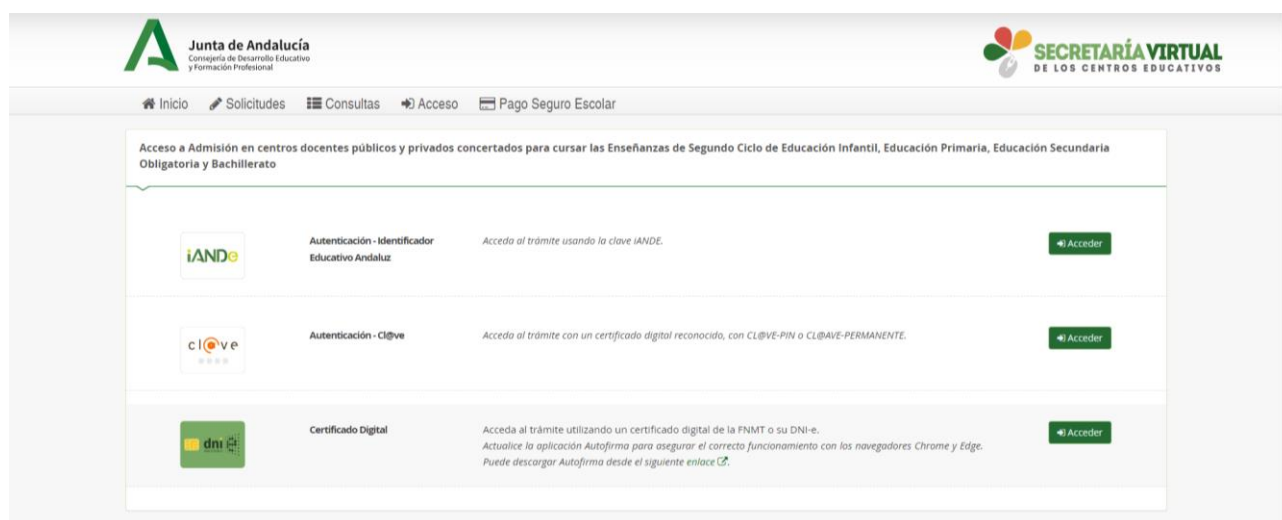 Junta de Andalucía
Consejería de Desarrollo Educativo
y Formación Profesional
SECRETARÍA VIRTUAL
DE LOS CENTROS EDUCATIVOS
Inicio Solicitudes Consultas Acceso Pago Seguro Escolar
Acceso a Admisión en centros docentes públicos y privados concertados para cursar las Enseñanzas de Segundo Ciclo de Educación Infantil, Educación Primaria, Educación Secundaria
Obligatoria y Bachillerato
iANDe
Autenticación - Identificador
Educativo Andaluz
Acceda al trámite usando la clave iANDE.
Acceder
cl@ve
Autenticación - Cl@ve
Acceda al trámite con un certificado digital reconocido, con CL@VE-PIN o CL@AVE-PERMANENTE.
Acceder
dni e
Certificado Digital
Acceda al trámite utilizando un certificado digital de la FNMT o su DNI-e.
Actualice la aplicación Autofirma para asegurar el correcto funcionamiento con los navegadores Chrome y Edge.
Puede descargar Autofirma desde el siguiente enlace.
Acceder